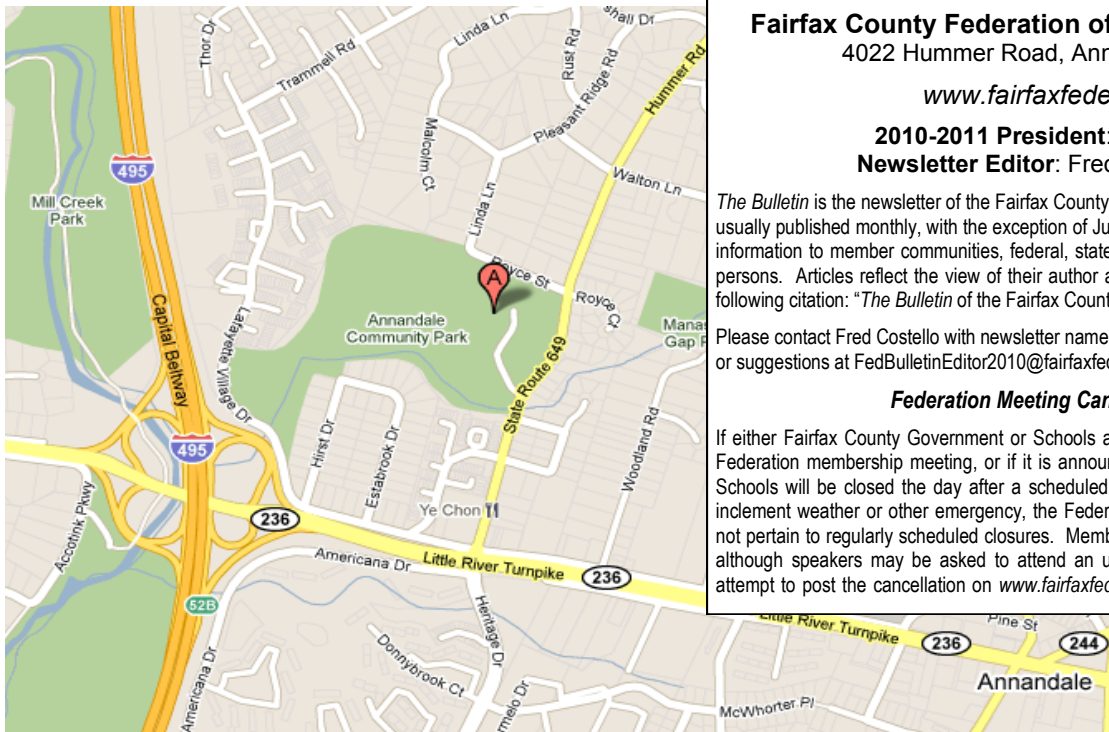 Fairfax County Federation of
4022 Hummer Road, Ann
www.fairfaxfede
2010-2011 President:
Newsletter Editor: Fred
The Bulletin is the newsletter of the Fairfax County
usually published monthly, with the exception of Ju
information to member communities, federal, state
persons. Articles reflect the view of their author a
following citation: “The Bulletin of the Fairfax Count
Please contact Fred Costello with newsletter name
or suggestions at FedBulletinEditor2010@fairfaxfed
Federation Meeting Can
If either Fairfax County Government or Schools a
Federation membership meeting, or if it is announ
Schools will be closed the day after a scheduled
inclement weather or other emergency, the Feder
not pertain to regularly scheduled closures. Memb
although speakers may be asked to attend an u
attempt to post the cancellation on www.fairfaxfed
Thor Dr
Trammell Rd
Linda Ln
shall Dr
Rust Rd
Pleasant Ridge Rd
Hummer Rd
Malcolm Ct
Walton Ln
495
Mill Creek
Park
Linda Ln
Royce St
A
Royce Ct
Capital Beltway
Lafayette Village Dr
Annandale
Community Park
Manas
Gap P
State Route 649
Hirst Dr
Estabrook Dr
Woodland Rd
495
Accotink Pkwy
Ye Chon
236
Americana Dr
Little River Turnpike
236
52B
Heritage Dr
Little River Turnpike
Pine St
236
244
Donnybrook Ct
Annandale
Americana Dr
rmelo Dr
McWhorter Pl